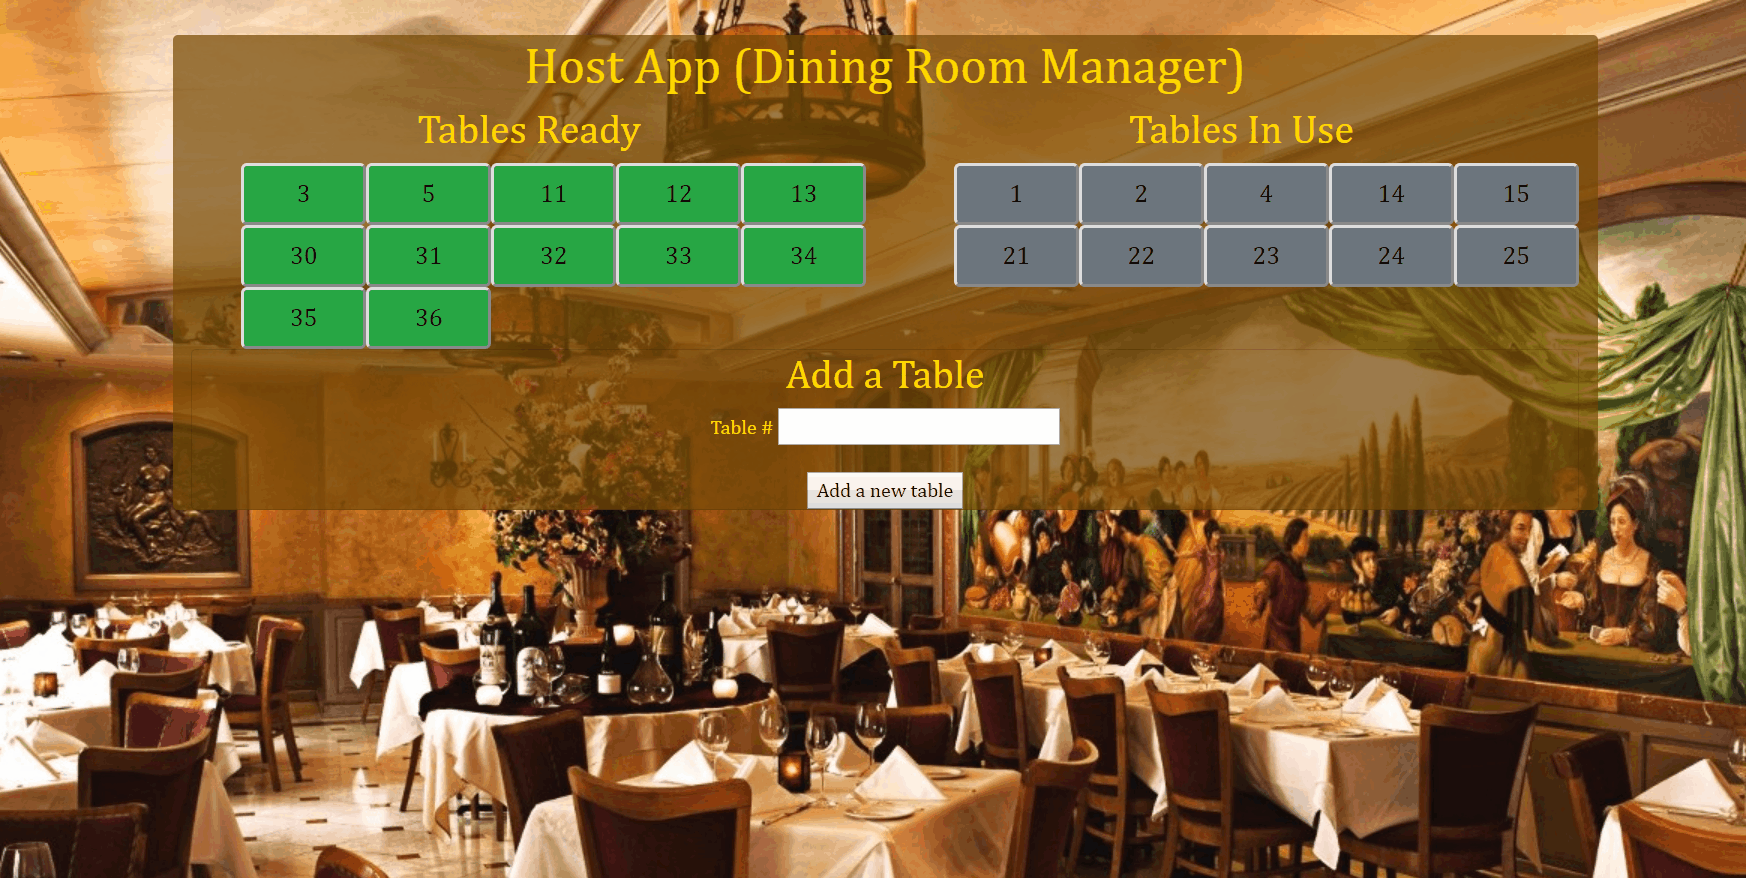 Host App (Dining Room Manager)
Tables Ready
3 5 11 12 13
30 31 32 33 34
35 36
Tables In Use
1 2 4 14 15
21 22 23 24 25
Add a Table
Table #
Add a new table